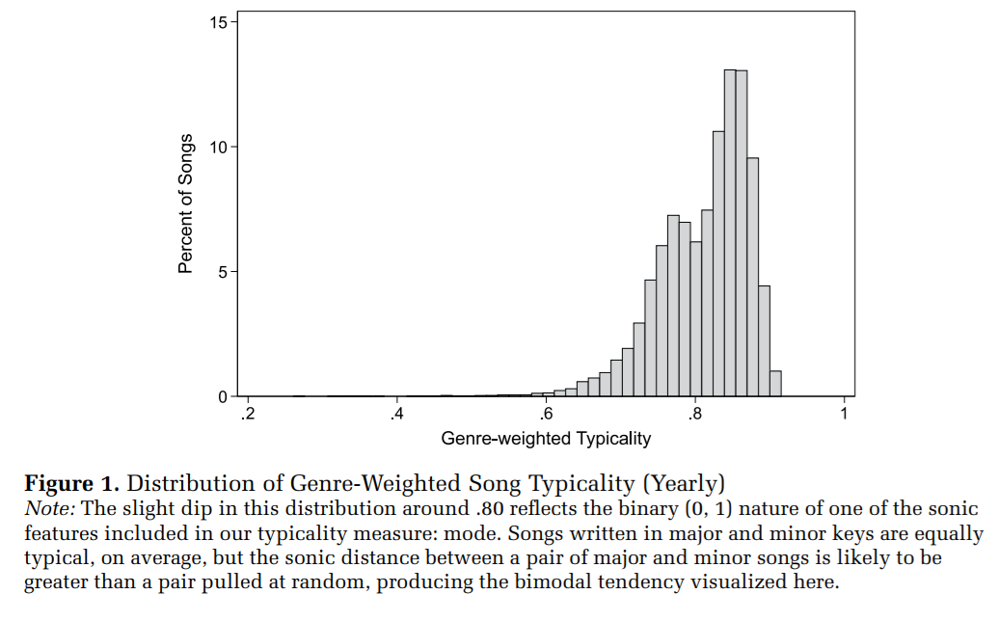 15
10
5
0
Percent of Songs
.2 .4 .6 .8 1
Genre-weighted Typicality
Figure 1. Distribution of Genre-Weighted Song Typicality (Yearly)
Note: The slight dip in this distribution around .80 reflects the binary (0, 1) nature of one of the sonic
features included in our typicality measure: mode. Songs written in major and minor keys are equally
typical, on average, but the sonic distance between a pair of major and minor songs is likely to be
greater than a pair pulled at random, producing the bimodal tendency visualized here.